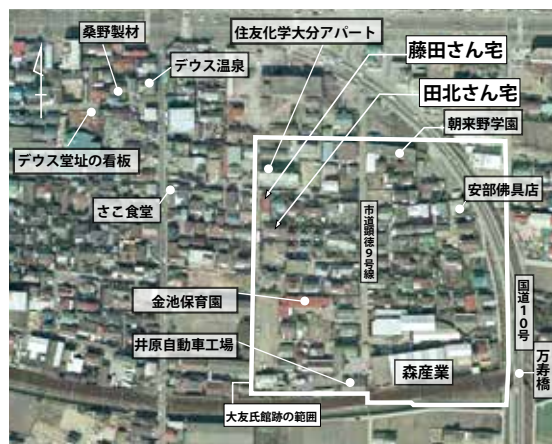 桑野製材
住友化学大分アパート
藤田さん宅
デウス温泉
田北さん宅
朝来野学園
デウス堂址の看板
安部佛具店
さこ食堂
市道顕徳9号線
金池保育園
国道10号
井原自動車工場
森産業
万寿橋
大友氏館跡の範囲